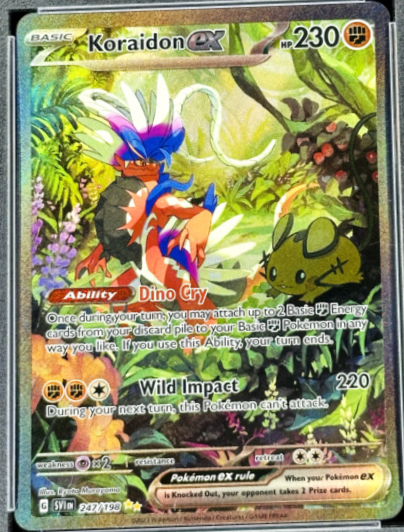 BASIC Koraidon ex HP 230
Ability Dino Cry
Once during your turn, you may attach up to 2 Basic Energy
cards from your discard pile to your Basic Pokémon in any
way you like. If you use this Ability, your turn ends.
Wild Impact 220
During your next turn, this Pokémon can't attack.
weakness ×2 resistance retreat
Pokémon ex rule When your Pokémon ex
is Knocked Out, your opponent takes 2 Prize cards.
Illus.
G SVI EN 247/198